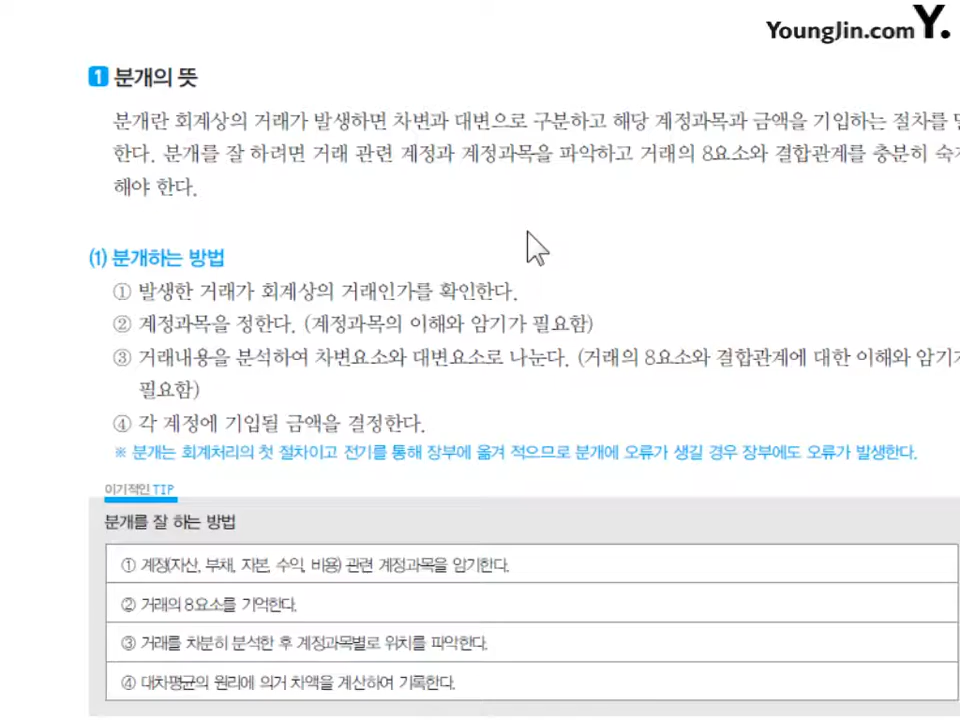 YoungJin.com Y.
1 분개의 뜻
분개란 회계상의 거래가 발생하면 차변과 대변으로 구분하고 해당 계정과목과 금액을 기입하는 절차를
한다. 분개를 잘 하려면 거래 관련 계정과 계정과목을 파악하고 거래의 8요소와 결합관계를 충분히
해야 한다.
(1) 분개하는 방법
① 발생한 거래가 회계상의 거래인가를 확인한다.
② 계정과목을 정한다. (계정과목의 이해와 암기가 필요함)
③ 거래내용을 분석하여 차변요소와 대변요소로 나눈다. (거래의 8요소와 결합관계에 대한 이해와
필요함)
④ 각 계정에 기입될 금액을 결정한다.
※ 분개는 회계처리의 첫 절차이고 전기를 통해 장부에 옮겨 적으므로 분개에 오류가 생길 경우 장부에도 오류가 발생한다.
이기적인 TIP
분개를 잘 하는 방법
① 계정(자산, 부채, 자본, 수익, 비용) 관련 계정과목을 암기한다.
② 거래의 8요소를 기억한다.
③ 거래를 차분히 분석한 후 계정과목별로 위치를 파악한다.
④ 대차평균의 원리에 의거 차액을 계산하여 기록한다.